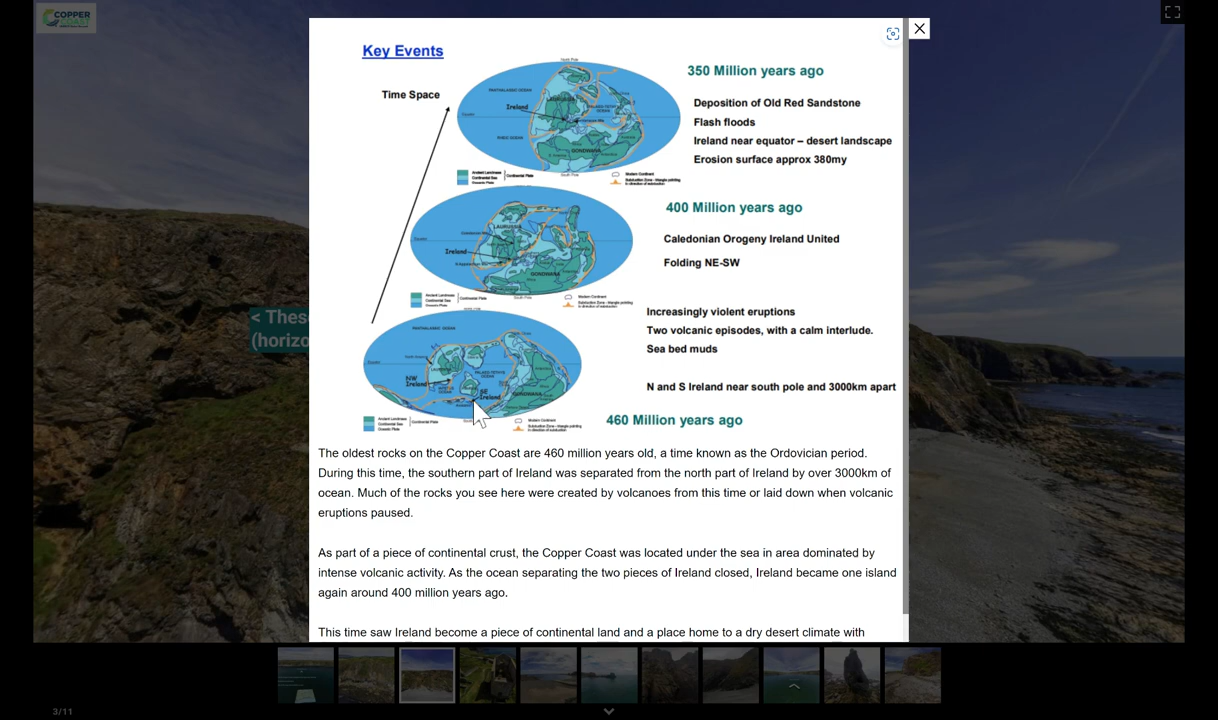 COPPER
COAST
Key Events
350 Million years ago
Time Space
Deposition of Old Red Sandstone
Flash floods
Ireland near equator – desert landscape
Erosion surface approx 380my
Ireland
GONDWANA
400 Million years ago
Caledonian Orogeny Ireland United
Folding NE-SW
LAURUSSIA
Ireland
GONDWANA
Increasingly violent eruptions
Two volcanic episodes, with a calm interlude.
Sea bed muds
N and S Ireland near south pole and 3000km apart
460 Million years ago
NW
Ireland
SE
Ireland
GONDWANA
< Thes
(horizo
The oldest rocks on the Copper Coast are 460 million years old, a time known as the Ordovician period.
During this time, the southern part of Ireland was separated from the north part of Ireland by over 3000km of
ocean. Much of the rocks you see here were created by volcanoes from this time or laid down when volcanic
eruptions paused.
As part of a piece of continental crust, the Copper Coast was located under the sea in area dominated by
intense volcanic activity. As the ocean separating the two pieces of Ireland closed, Ireland became one island
again around 400 million years ago.
This time saw Ireland become a piece of continental land and a place home to a dry desert climate with
3/11